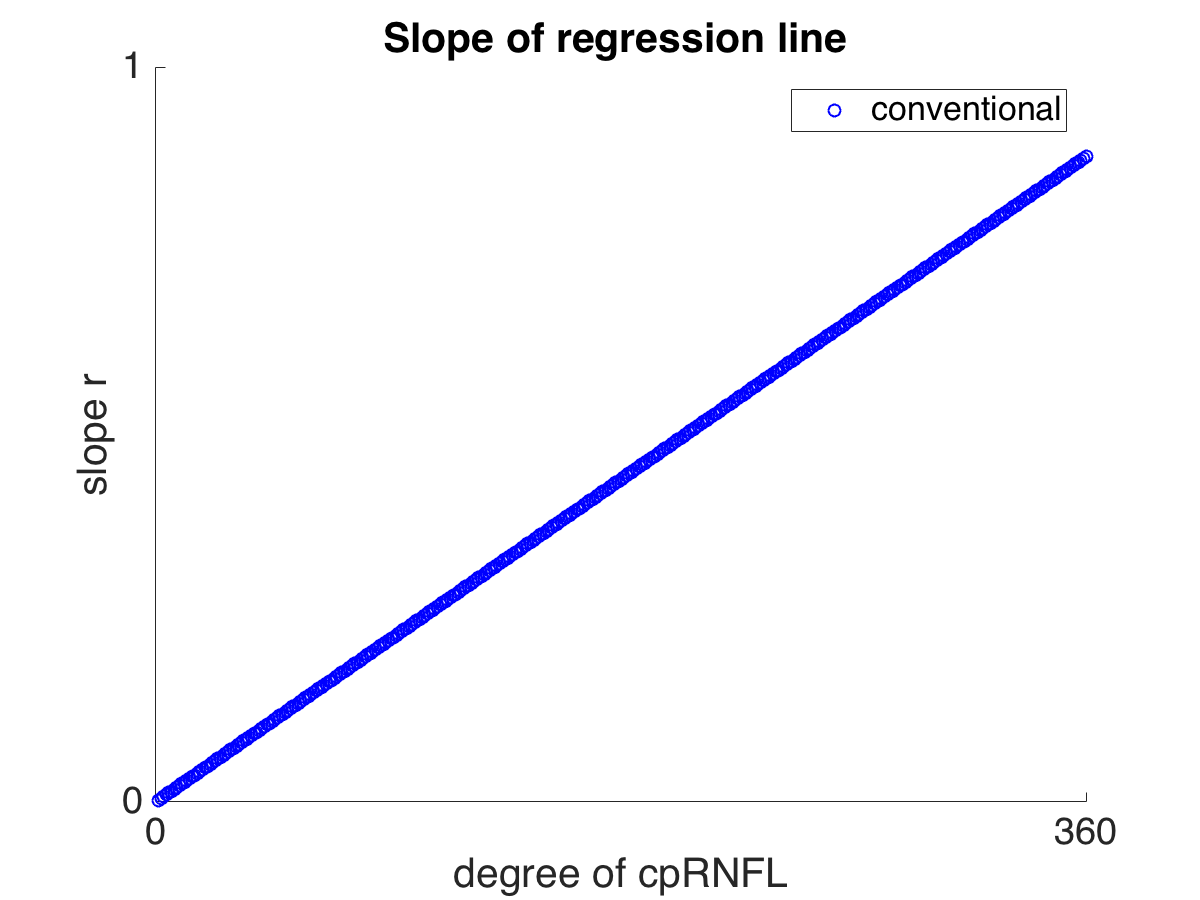 Slope of regression line
1
conventional
slope r
0
0
360
degree of cpRNFL